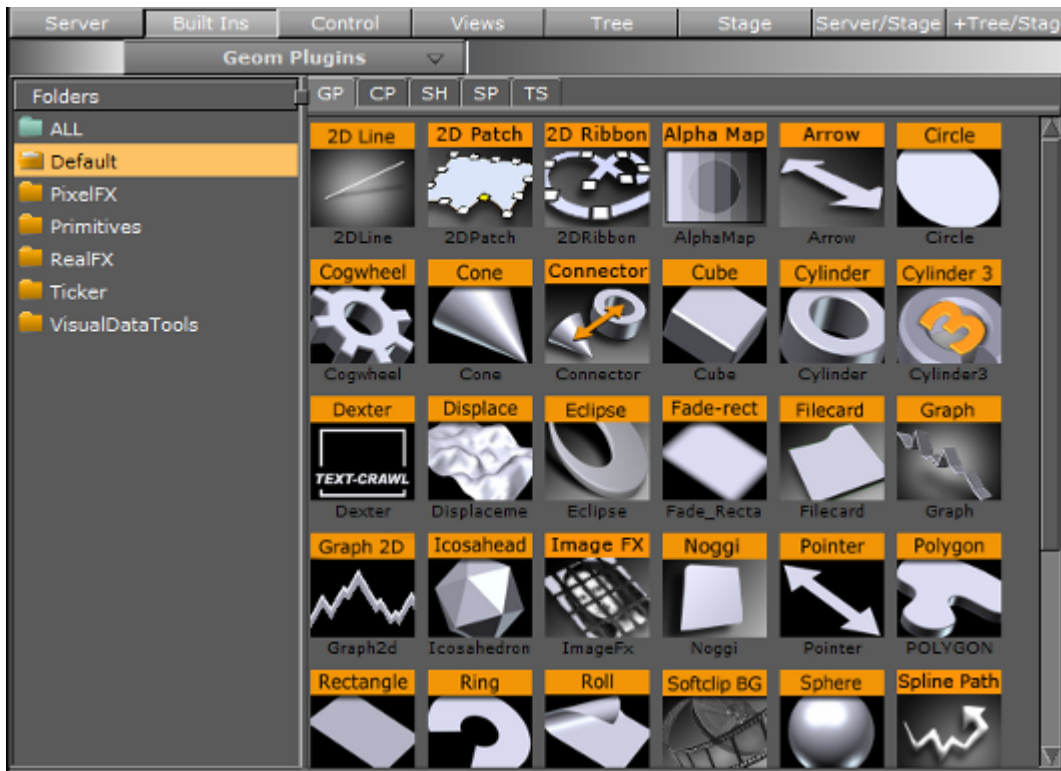 Server Built Ins Control Views Tree Stage Server/Stage +Tree/Stag
Geom Plugins
Folders GP CP SH SP TS
ALL
Default
PixelFX
Primitives
RealFX
Ticker
VisualDataTools
2D Line 2D Patch 2D Ribbon Alpha Map Arrow Circle
2DLine 2DPatch 2DRibbon AlphaMap Arrow Circle
Cogwheel Cone Connector Cube Cylinder Cylinder 3
3
Cogwheel Cone Connector Cube Cylinder Cylinder3
Dexter Displace Eclipse Fade-rect Filecard Graph
TEXT-CRAWL
Dexter Displaceme Eclipse Fade_Recta Filecard Graph
Graph 2D Icosahead Image FX Noggi Pointer Polygon
Graph2d Icosahedron ImageFx Noggi Pointer POLYGON
Rectangle Ring Roll Softclip BG Sphere Spline Path